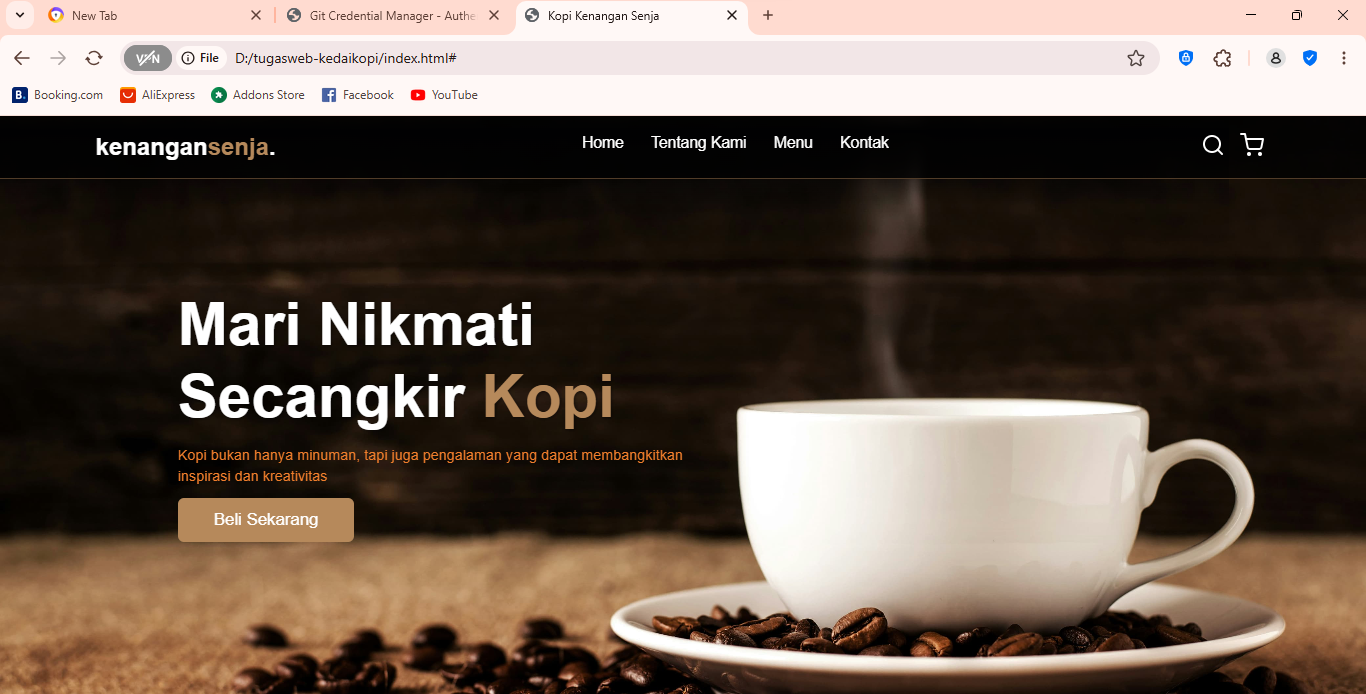 New Tab
Git Credential Manager - Authe
Kopi Kenangan Senja
VPN
File
D:/tugasweb-kedaikopi/index.html#
B.
Booking.com
AliExpress
Addons Store
Facebook
YouTube
kenangansenja.
Home
Tentang Kami
Menu
Kontak
Mari Nikmati
Secangkir Kopi
Kopi bukan hanya minuman, tapi juga pengalaman yang dapat membangkitkan
inspirasi dan kreativitas
Beli Sekarang